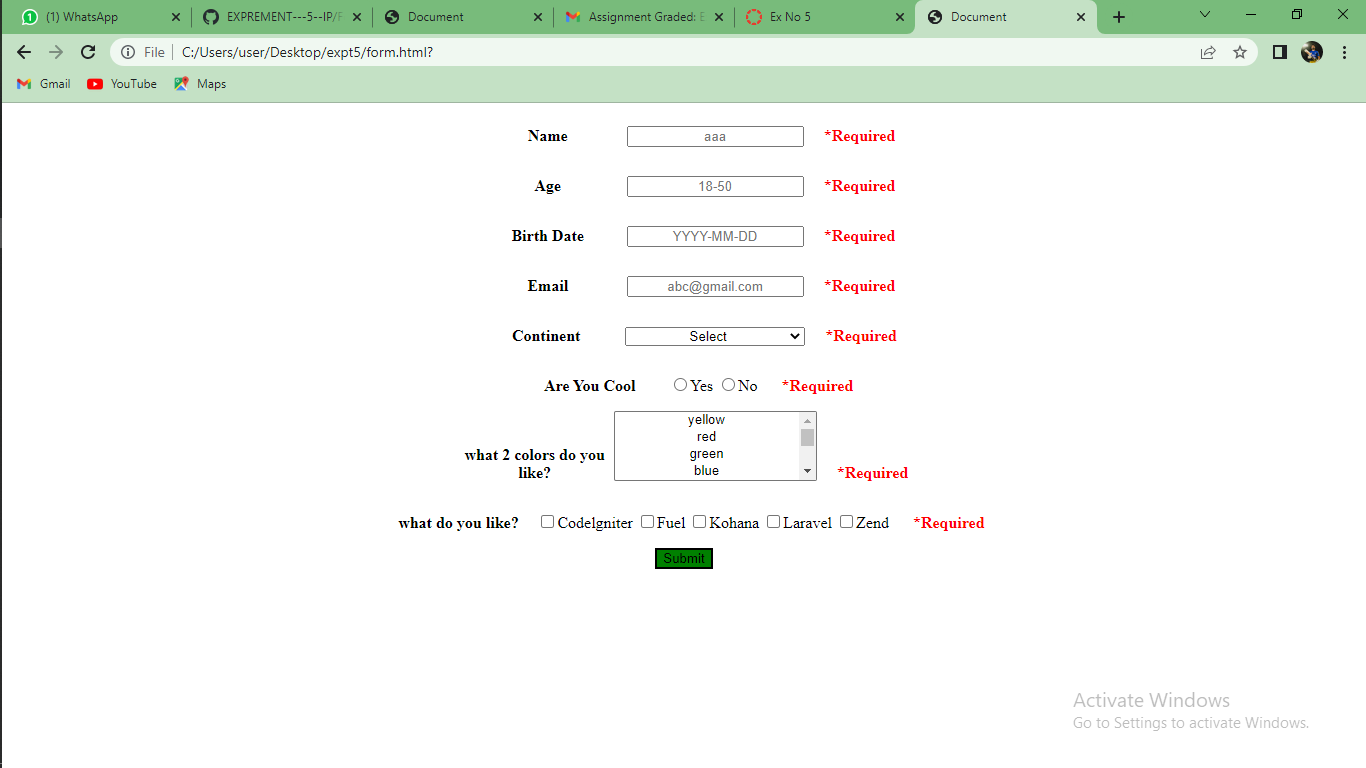 (1) WhatsApp EXPREMENT---5--IP/F Document Assignment Graded: E Ex No 5 Document
File C:/Users/user/Desktop/expt5/form.html?
Gmail YouTube Maps
Name aaa *Required
Age 18-50 *Required
Birth Date YYYY-MM-DD *Required
Email abc@gmail.com *Required
Continent Select *Required
Are You Cool Yes No *Required
yellow
red
green
blue
what 2 colors do you
like? *Required
what do you like? CodeIgniter Fuel Kohana Laravel Zend *Required
Submit
Activate Windows
Go to Settings to activate Windows.